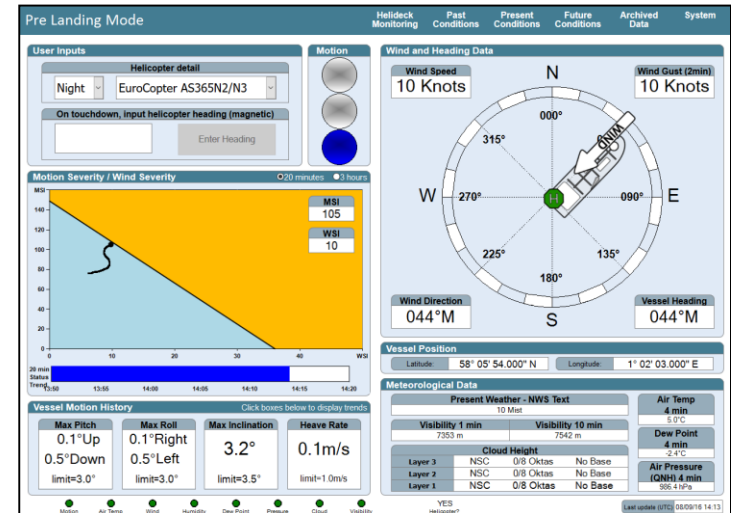 Pre Landing Mode
Helideck Monitoring
Past Conditions
Present Conditions
Future Conditions
Archived Data
System
User Inputs
Helicopter detail
Night
EuroCopter AS365N2/N3
On touchdown, input helicopter heading (magnetic)
Enter Heading
Motion
Motion Severity / Wind Severity
20 minutes
3 hours
MSI
140
120
100
80
60
40
20
0
0 10 20 30 40 WSI
MSI
105
WSI
10
20 min Status Trend
13:50 13:55 14:00 14:05 14:10 14:15 14:20
Vessel Motion History
Click boxes below to display trends
Max Pitch
0.1°Up
0.5°Down
limit=3.0°
Max Roll
0.1°Right
0.5°Left
limit=3.0°
Max Inclination
3.2°
limit=3.5°
Heave Rate
0.1m/s
limit=1.0m/s
Wind and Heading Data
Wind Speed
10 Knots
Wind Gust (2min)
10 Knots
N
000°
315°
WIND
W
270°
H
090°
E
225°
135°
180°
S
Wind Direction
044°M
Vessel Heading
044°M
Vessel Position
Latitude: 58° 05' 54.000" N
Longitude: 1° 02' 03.000" E
Meteorological Data
Present Weather - NWS Text
10 Mist
Visibility 1 min
7353 m
Visibility 10 min
7542 m
Cloud Height
Layer 3 NSC 0/8 Oktas No Base
Layer 2 NSC 0/8 Oktas No Base
Layer 1 NSC 0/8 Oktas No Base
Air Temp
4 min
5.0°C
Dew Point
4 min
-2.4°C
Air Pressure
(QNH) 4 min
986.4 hPa
Motion
Air Temp
Wind
Humidity
Dew Point
Pressure
Cloud
Visibility
YES
Helicopter?
Last update (UTC) 08/09/16 14:13